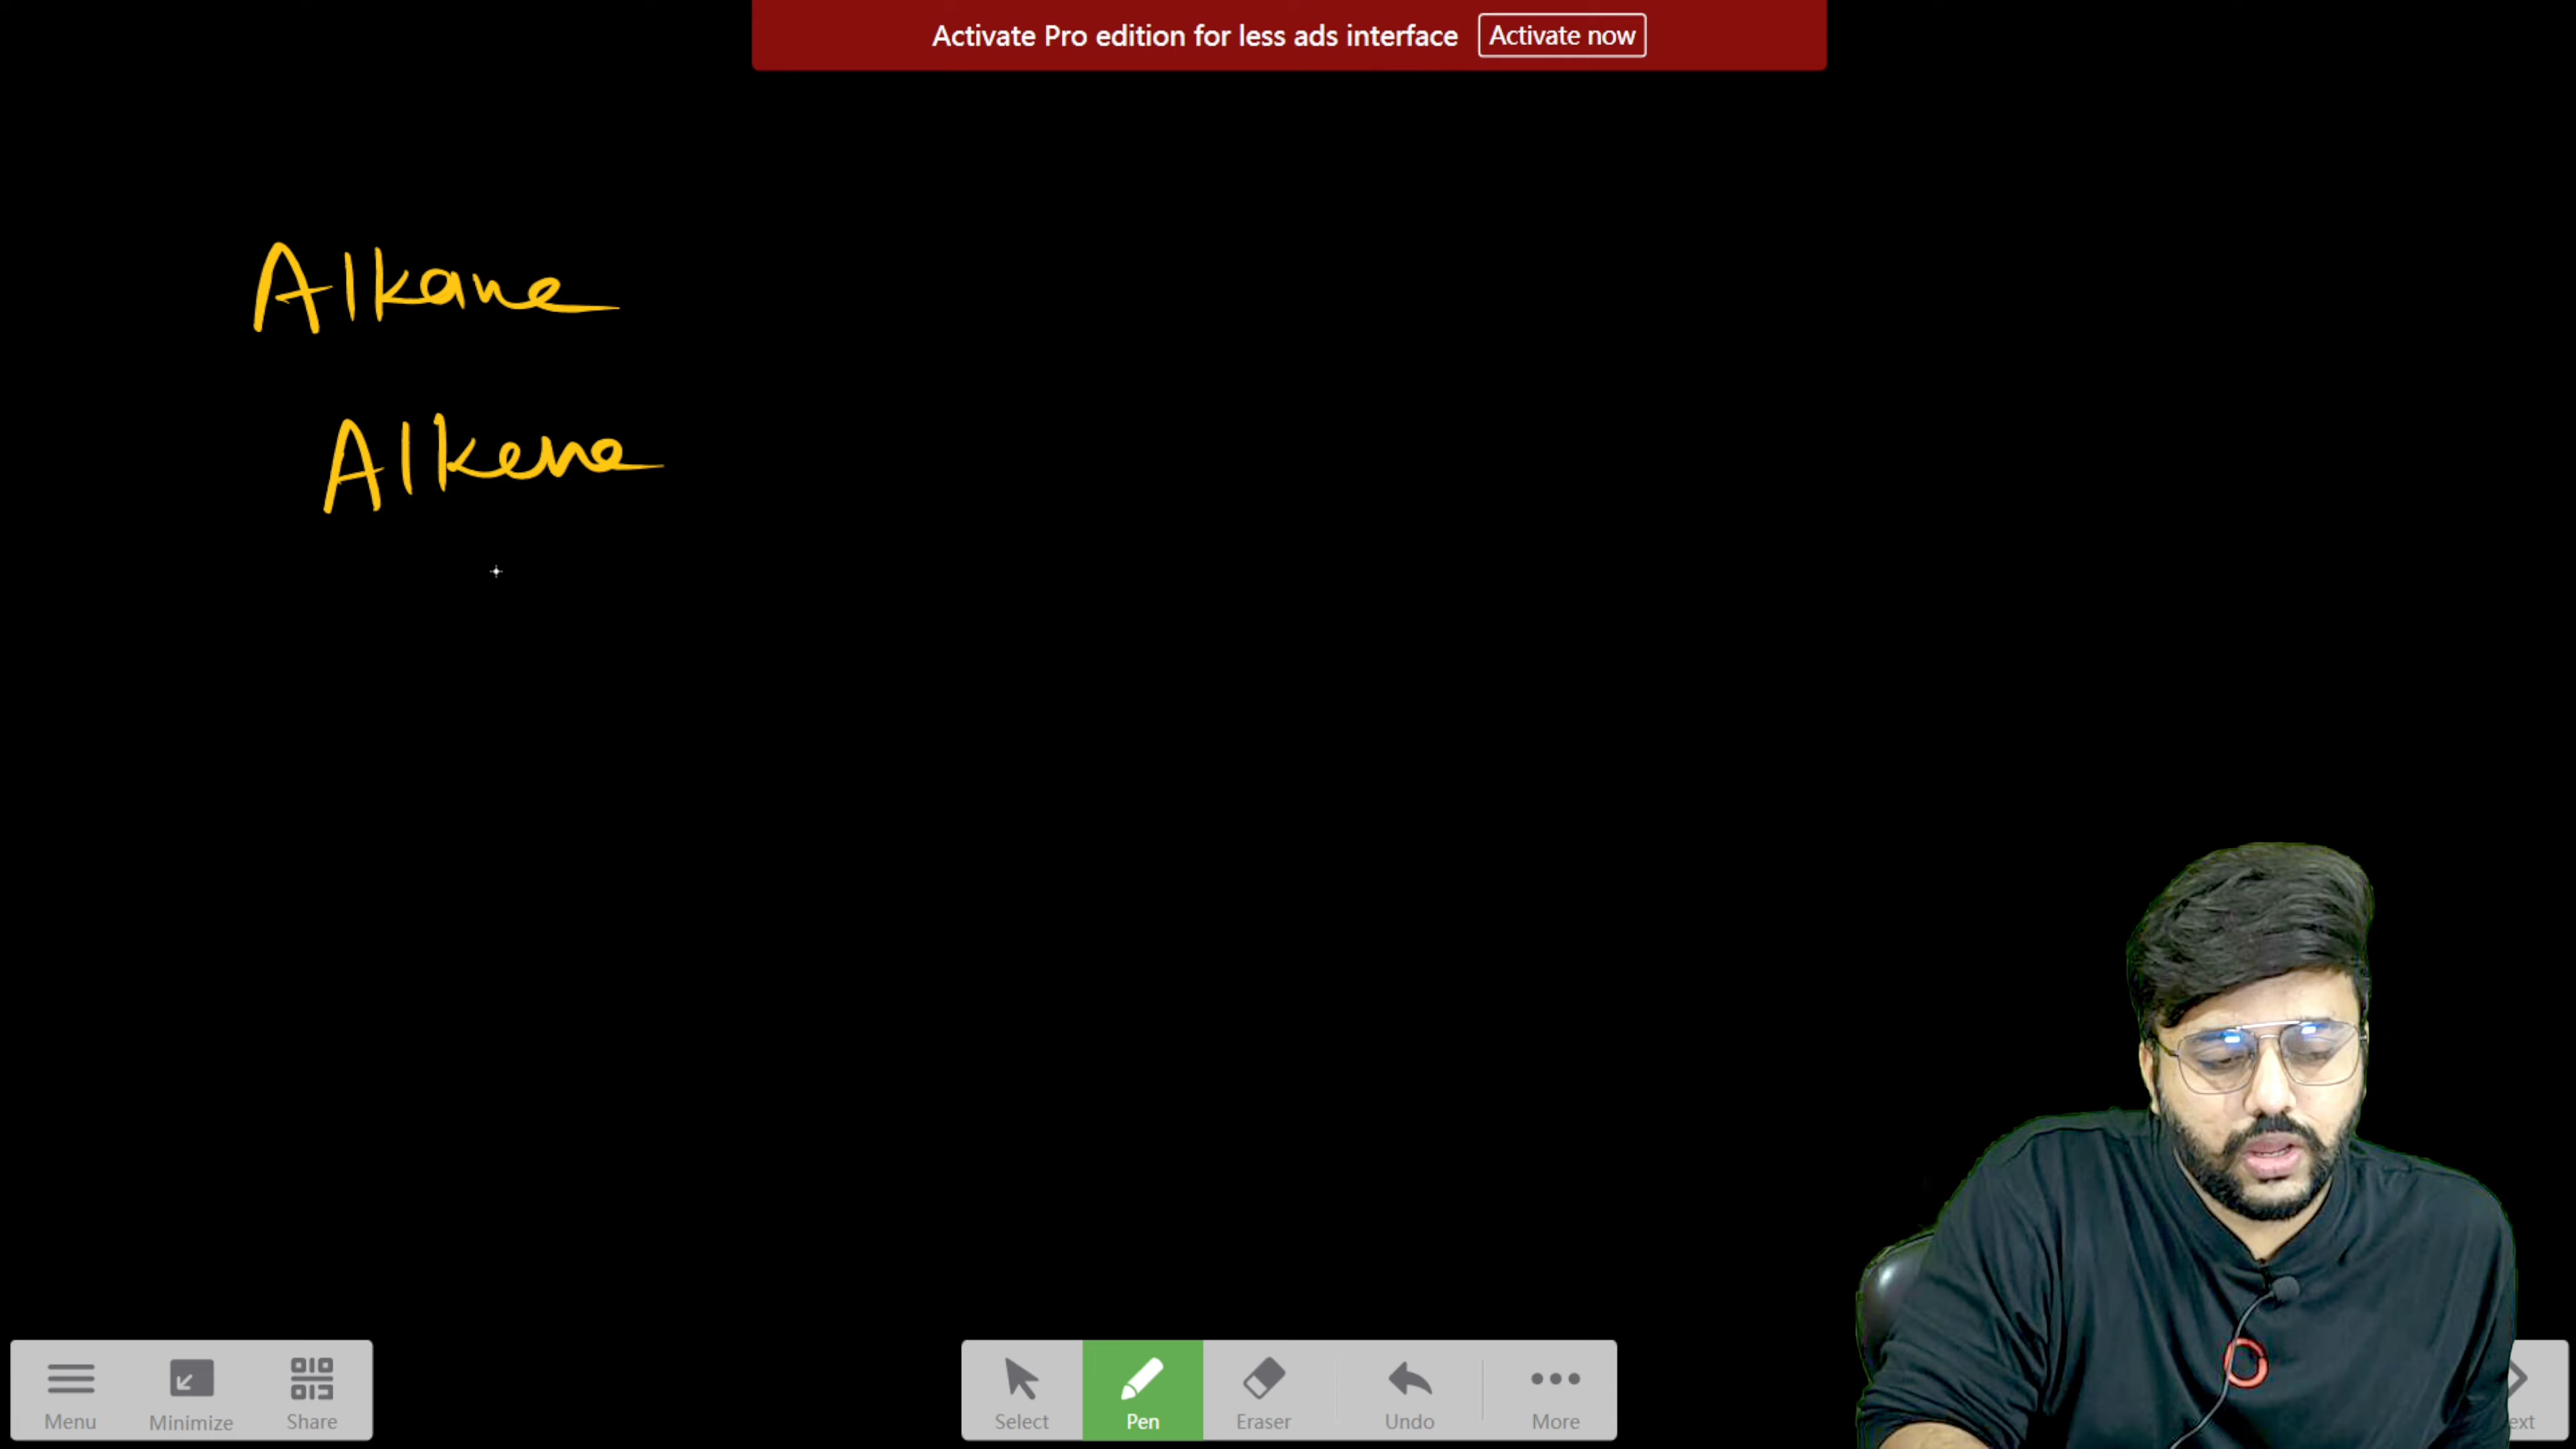 Activate Pro edition for less ads interface Activate now
Alkane
Alkene
Menu Minimize Share Select Pen Eraser Undo More ext